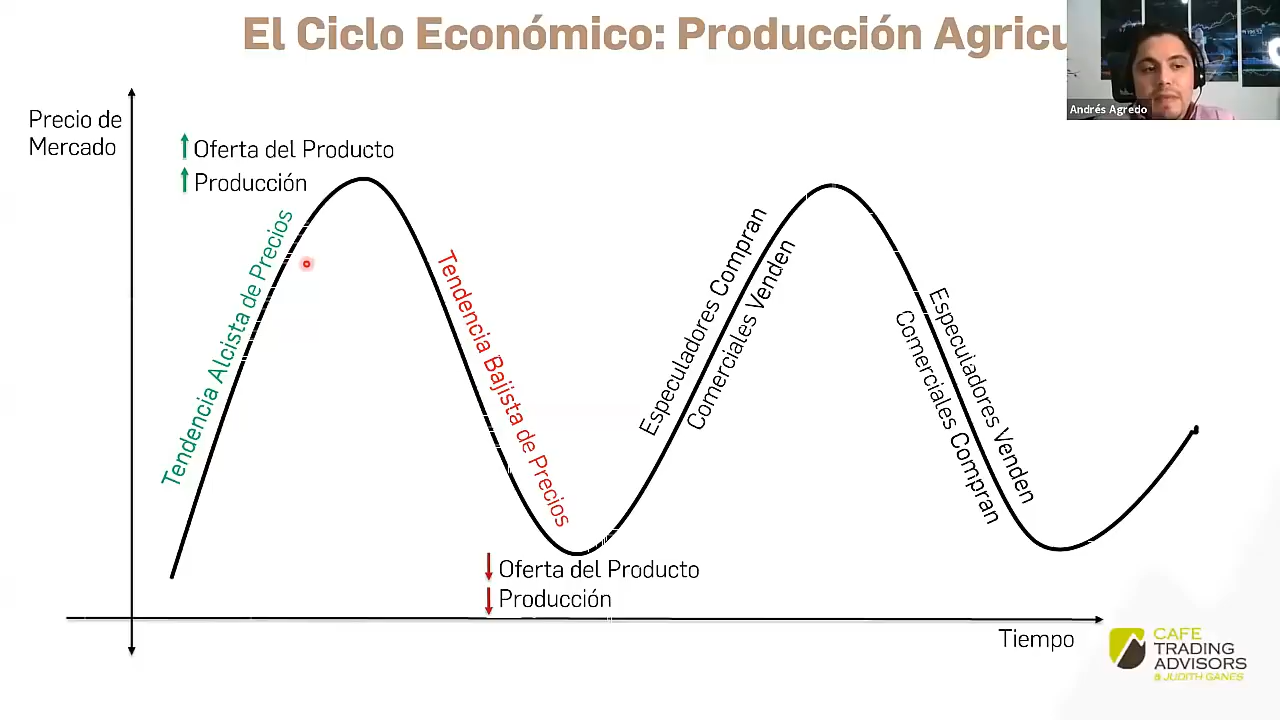 El Ciclo Económico: Producción Agricu
Andrés Agredo
Precio de
Mercado
Oferta del Producto
Producción
Tendencia Alcista de Precios
Tendencia Bajista de Precios
Especuladores Compran
Comerciales Venden
Especuladores Venden
Comerciales Compran
Oferta del Producto
Producción
Tiempo
CAFE
TRADING
ADVISORS
& JUDITH GANES